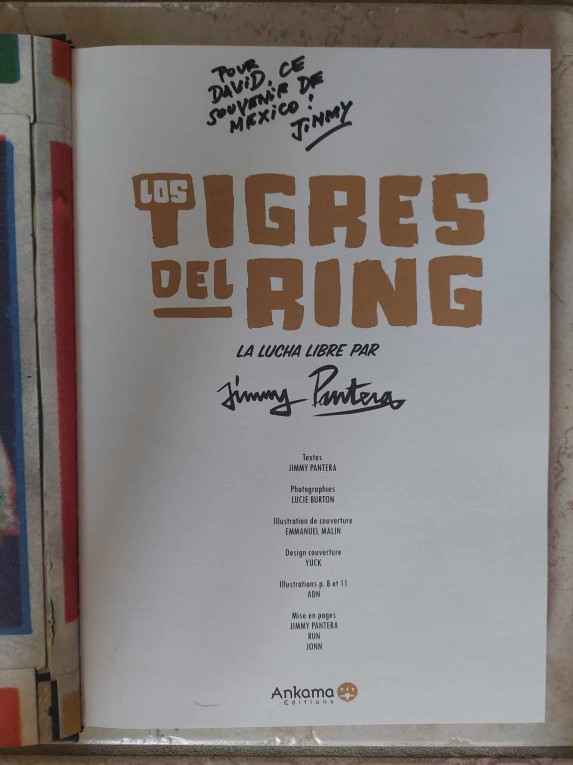 POUR
DAVID, CE
SOUVENIR DE
MEXICO!
JIMMY
LOS TIGRES
DEL RING
LA LUCHA LIBRE PAR
Jimmy Pantera
Textes
JIMMY PANTERA
Photographies
LUCIE BURTON
Illustration de couverture
EMMANUEL MALIN
Design couverture
YUCK
Illustrations p. 8 et 11
ADN
Mise en pages
JIMMY PANTERA
RUN
JONN
Ankama
Editions